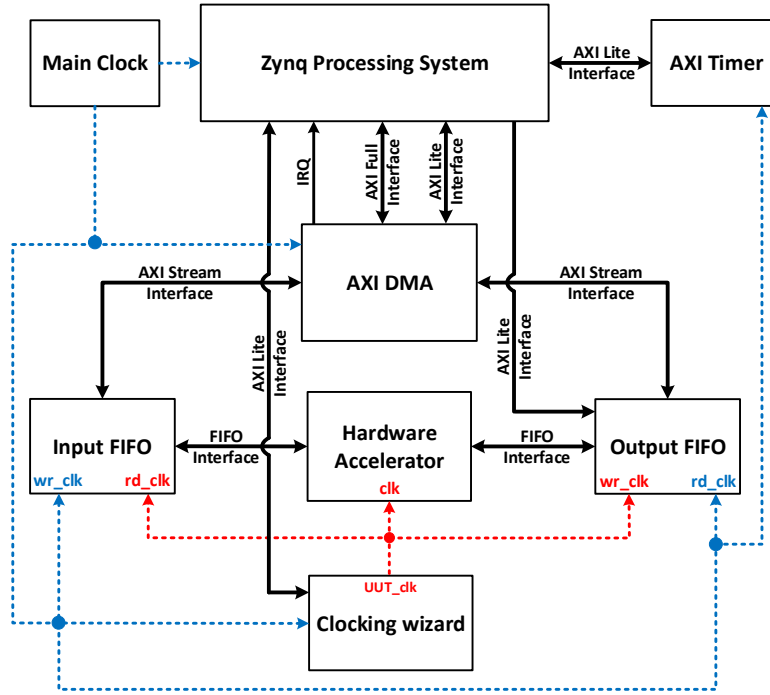 Main Clock
Zynq Processing System
AXI Lite
Interface
AXI Timer
IRQ
AXI Full
Interface
AXI Lite
Interface
AXI Stream
Interface
AXI DMA
AXI Stream
Interface
AXI Lite
Interface
AXI Lite
Interface
Input FIFO
wr_clk
rd_clk
FIFO
Interface
Hardware
Accelerator
clk
FIFO
Interface
Output FIFO
wr_clk
rd_clk
UUT_clk
Clocking wizard